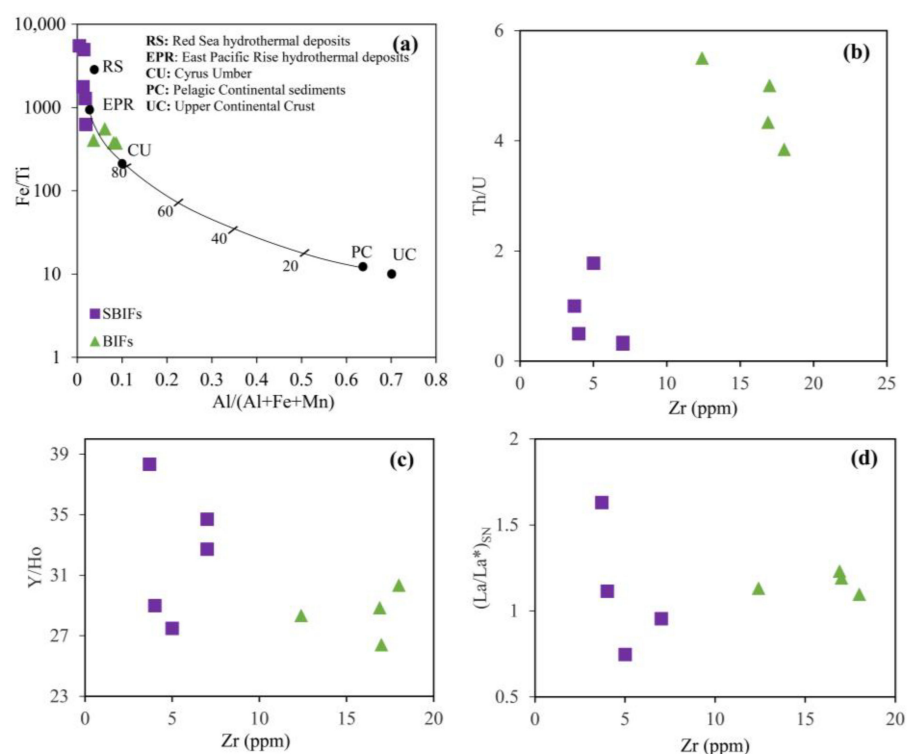 10,000
1000
100
10
1
Fe/Ti
(a)
RS: Red Sea hydrothermal deposits
EPR: East Pacific Rise hydrothermal deposits
CU: Cyrus Umber
PC: Pelagic Continental sediments
UC: Upper Continental Crust
RS
EPR
CU
80
60
40
20
PC
UC
SBIFs
BIFs
0 0.1 0.2 0.3 0.4 0.5 0.6 0.7 0.8
Al/(Al+Fe+Mn)
(b)
6
4
2
0
Th/U
0 5 10 15 20 25
Zr (ppm)
(c)
39
35
31
27
23
Y/Ho
0 5 10 15 20
Zr (ppm)
(d)
2
1.5
1
0.5
(La/La*)SN
0 5 10 15 20
Zr (ppm)